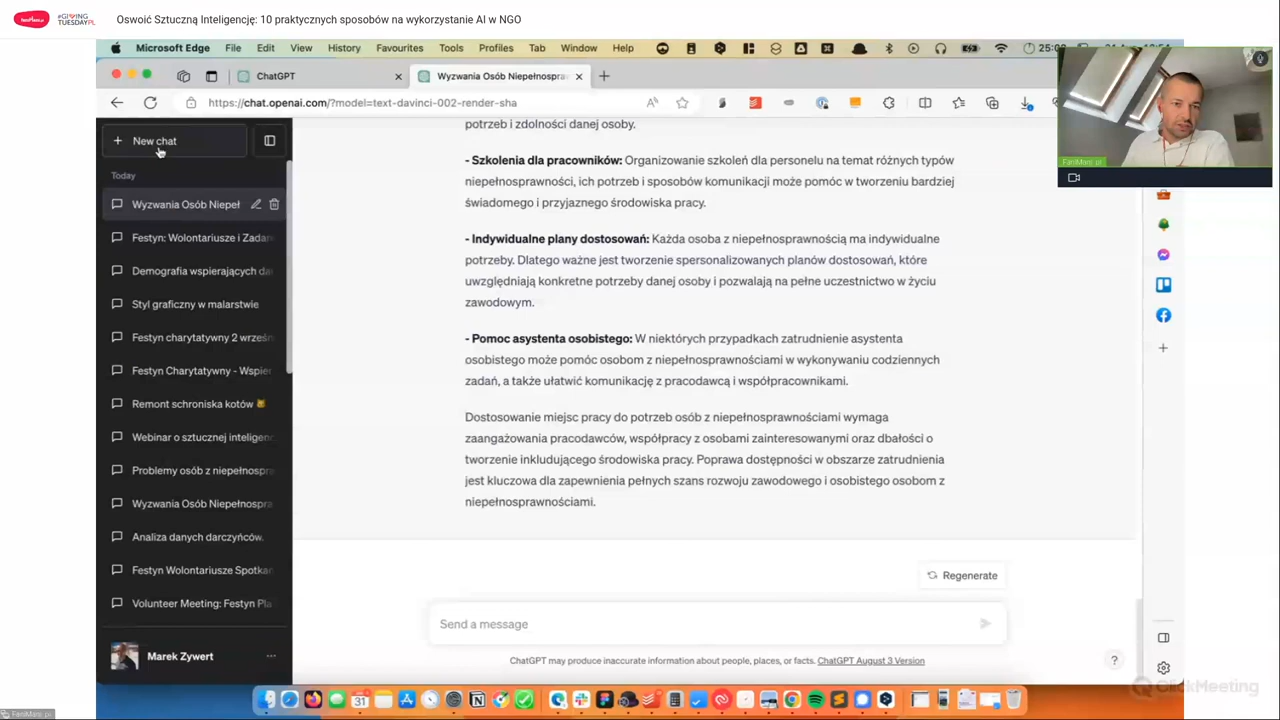 FaniMani.pl
#GIVING
TUESDAYPL
Oswoić Sztuczną Inteligencję: 10 praktycznych sposobów na wykorzystanie AI w NGO
Microsoft Edge File Edit View History Favourites Tools Profiles Tab Window Help
ChatGPT
Wyzwania Osób Niepełnospra
https://chat.openai.com/?model=text-davinci-002-render-sha
New chat
Today
Wyzwania Osób Niepeł
Festyn: Wolontariusze i Zadan
Demografia wspierających da
Styl graficzny w malarstwie
Festyn charytatywny 2 wrześn
Festyn Charytatywny - Wspier
Remont schroniska kotów 🐱
Webinar o sztucznej inteligenc
Problemy osób z niepełnospra
Wyzwania Osób Niepełnospra
Analiza danych darczyńców.
Festyn Wolontariusze Spotkan
Volunteer Meeting: Festyn Pla
Marek Zywert
potrzeb i zdolności danej osoby.
- Szkolenia dla pracowników: Organizowanie szkoleń dla personelu na temat różnych typów
niepełnosprawności, ich potrzeb i sposobów komunikacji może pomóc w tworzeniu bardziej
świadomego i przyjaznego środowiska pracy.
- Indywidualne plany dostosowań: Każda osoba z niepełnosprawnością ma indywidualne
potrzeby. Dlatego ważne jest tworzenie spersonalizowanych planów dostosowań, które
uwzględniają konkretne potrzeby danej osoby i pozwalają na pełne uczestnictwo w życiu
zawodowym.
- Pomoc asystenta osobistego: W niektórych przypadkach zatrudnienie asystenta
osobistego może pomóc osobom z niepełnosprawnościami w wykonywaniu codziennych
zadań, a także ułatwić komunikację z pracodawcą i współpracownikami.
Dostosowanie miejsc pracy do potrzeb osób z niepełnosprawnościami wymaga
zaangażowania pracodawców, współpracy z osobami zainteresowanymi oraz dbałości o
tworzenie inkludującego środowiska pracy. Poprawa dostępności w obszarze zatrudnienia
jest kluczowa dla zapewnienia pełnych szans rozwoju zawodowego i osobistego osobom z
niepełnosprawnościami.
Regenerate
Send a message
ChatGPT may produce inaccurate information about people, places, or facts. ChatGPT August 3 Version
?
FaniMani.pl
ClickMeeting
FaniMani.pl